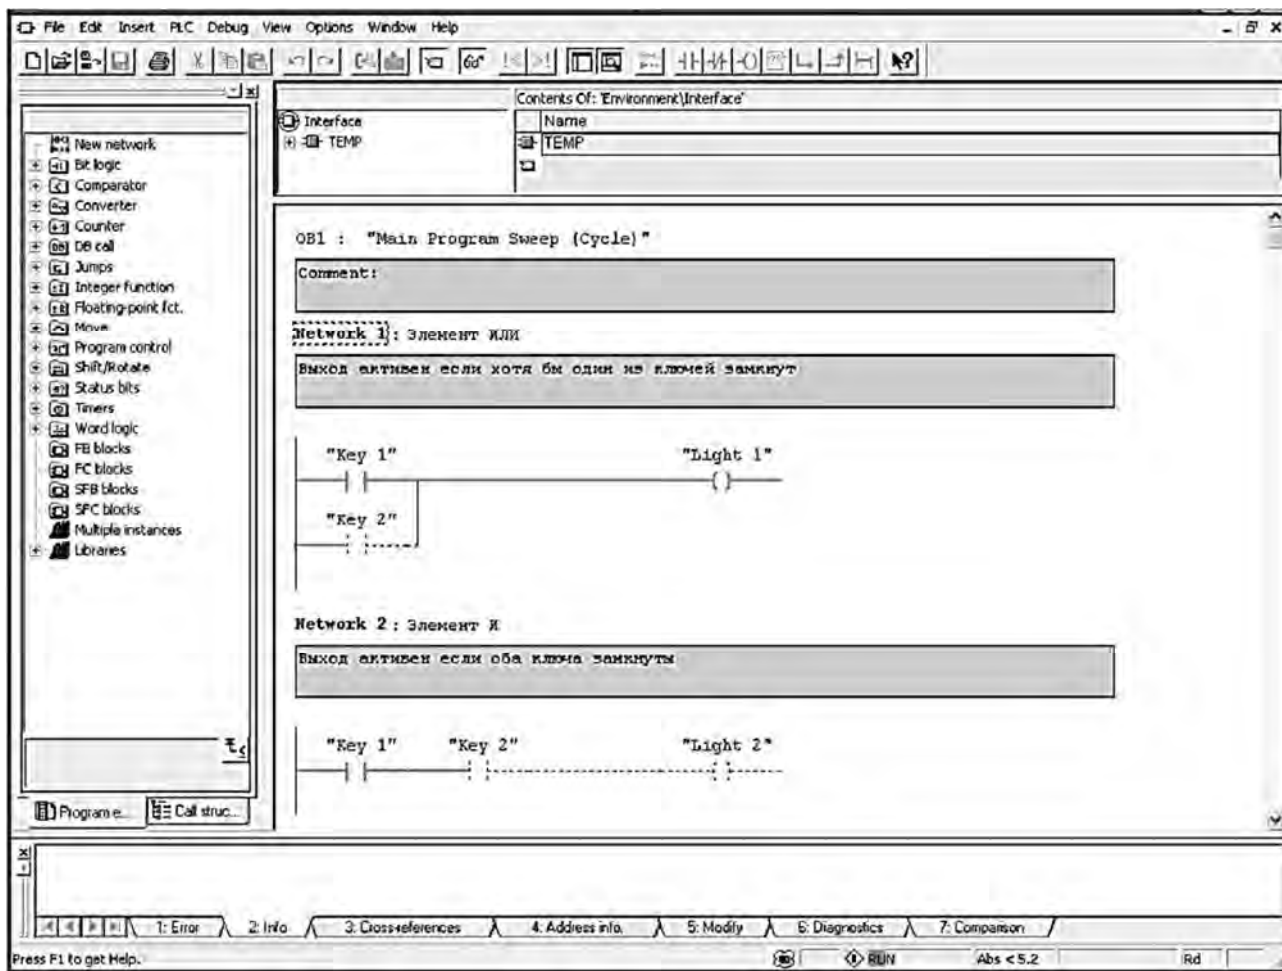 File Edit Insert PLC Debug View Options Window Help
Contents Of: 'Environment\Interface'
Interface
Name
TEMP
TEMP
New network
Bit logic
Comparator
Converter
Counter
DB call
Jumps
Integer function
Floating-point fct.
Move
Program control
Shift/Rotate
Status bits
Timers
Word logic
FB blocks
FC blocks
SFB blocks
SFC blocks
Multiple instances
Libraries
Program e...
Call struc...
OB1 : "Main Program Sweep (Cycle)"
Comment:
Network 1: Элемент ИЛИ
Выход активен если хотя бы один из ключей замкнут
"Key 1" "Light 1"
"Key 2"
Network 2: Элемент И
Выход активен если оба ключа замкнуты
"Key 1" "Key 2" "Light 2"
1: Error 2: Info 3: Cross-references 4: Address info. 5: Modify 6: Diagnostics 7: Comparison
Press F1 to get Help. RUN Abs < 5.2 Rd